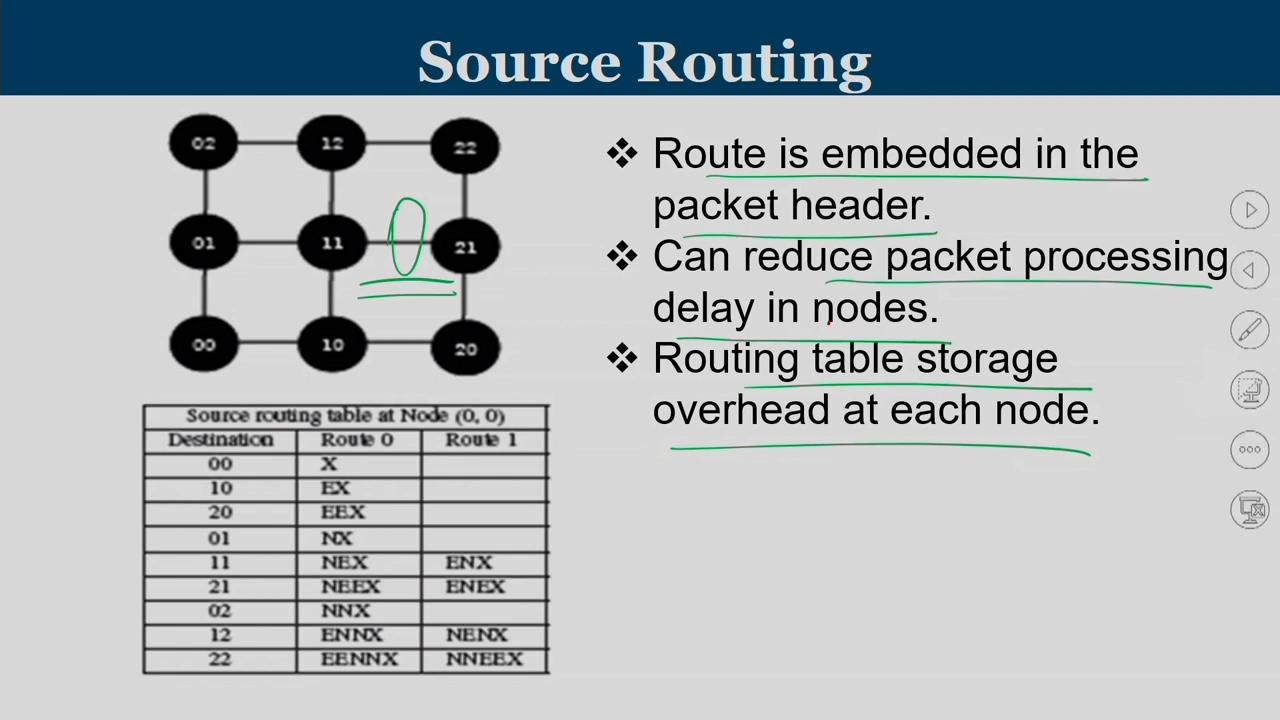 Source Routing
02 12 22
01 11 21
00 10 20
Source routing table at Node (0, 0)
Destination Route 0 Route 1
00 X
10 EX
20 EEX
01 NX
11 NEX ENX
21 NEEX ENEX
02 NNX
12 ENNX NENX
22 EENNX NNEEX
❖ Route is embedded in the
packet header.
❖ Can reduce packet processing
delay in nodes.
❖ Routing table storage
overhead at each node.